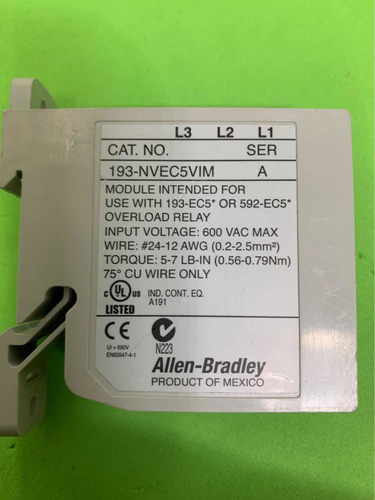 L3 L2 L1
CAT. NO. SER
193-NVEC5VIM A
MODULE INTENDED FOR
USE WITH 193-EC5* OR 592-EC5*
OVERLOAD RELAY
INPUT VOLTAGE: 600 VAC MAX
WIRE: #24-12 AWG (0.2-2.5mm²)
TORQUE: 5-7 LB-IN (0.56-0.79Nm)
75° CU WIRE ONLY
c UL us IND. CONT. EQ.
LISTED A191
CE
Ui = 690V
EN60947-4-1
N223
Allen-Bradley
PRODUCT OF MEXICO